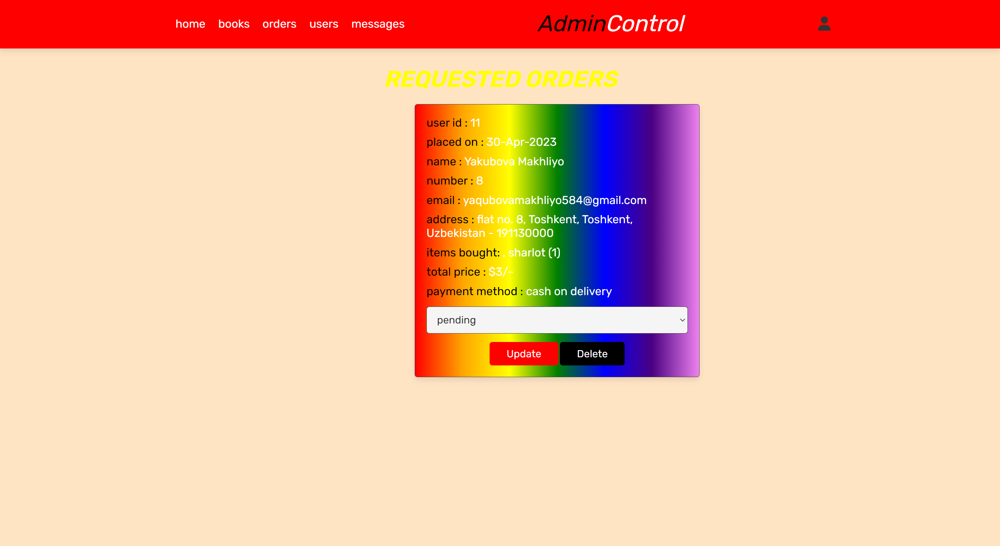 home books orders users messages AdminControl
REQUESTED ORDERS
user id : 11
placed on : 30-Apr-2023
name : Yakubova Makhliyo
number : 8
email : yaqubovamakhliyo584@gmail.com
address : flat no. 8, Toshkent, Toshkent,
Uzbekistan - 191130000
items bought: , sharlot (1)
total price : $3/-
payment method : cash on delivery
pending
Update Delete